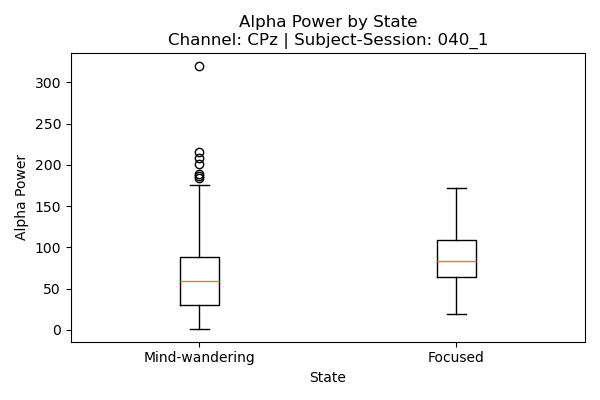 Alpha Power by State
Channel: CPz | Subject-Session: 040_1
Alpha Power
300
250
200
150
100
50
0
Mind-wandering Focused
State